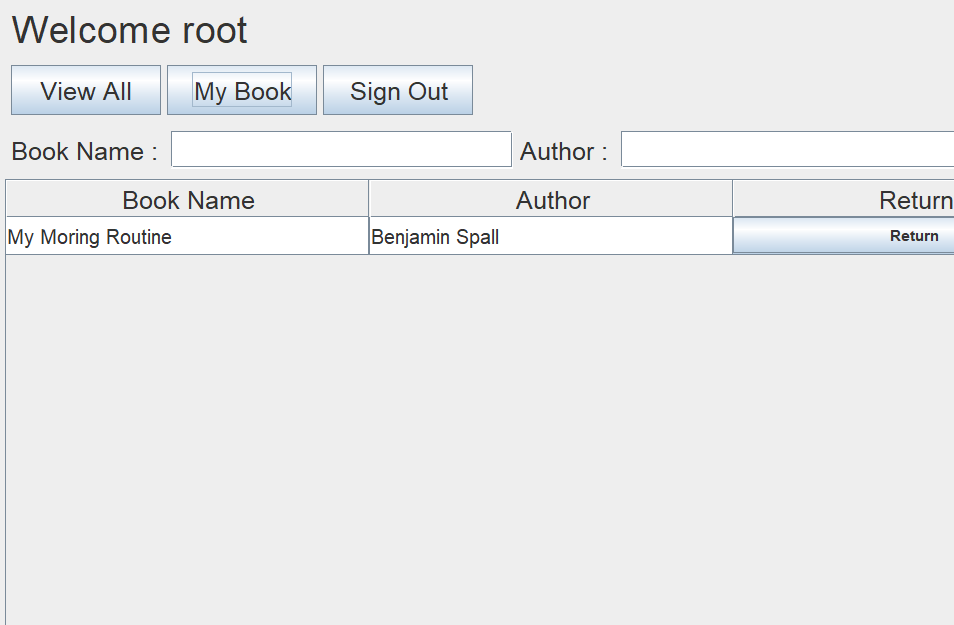 Welcome root
View All My Book Sign Out
Book Name : Author :
Book Name Author Return
My Moring Routine Benjamin Spall Return